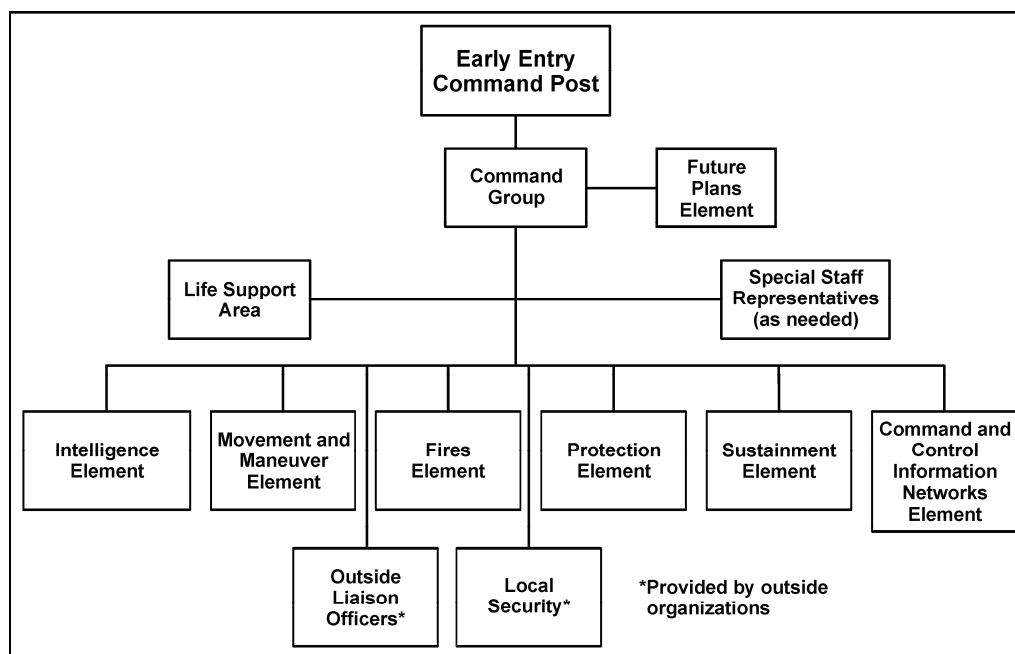 Early Entry
Command Post
Command
Group
Future
Plans
Element
Life Support
Area
Special Staff
Representatives
(as needed)
Intelligence
Element
Movement and
Maneuver
Element
Fires
Element
Protection
Element
Sustainment
Element
Command and
Control
Information
Networks
Element
Outside
Liaison
Officers*
Local
Security*
*Provided by outside
organizations